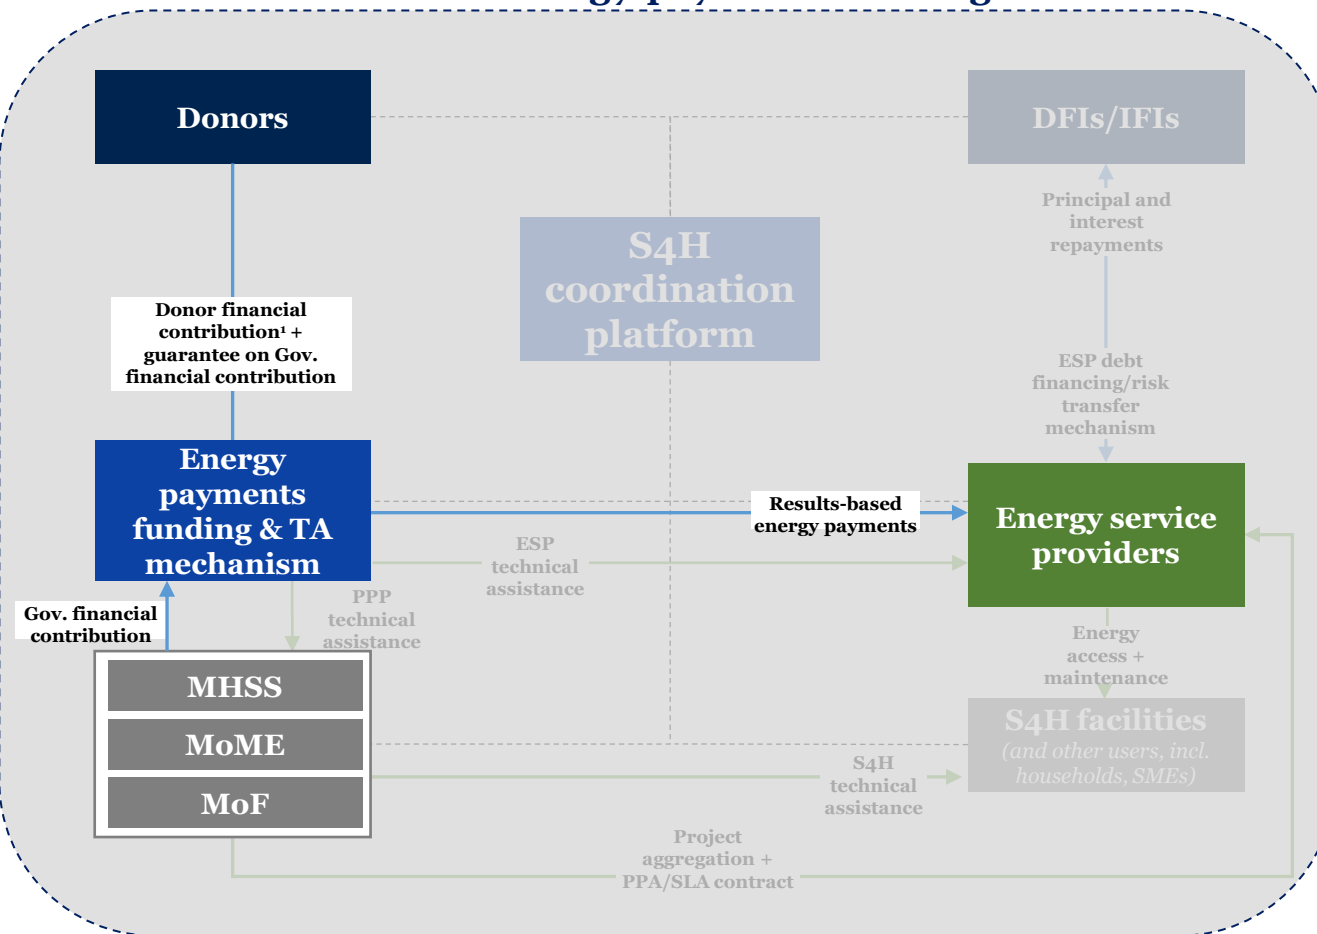 Donors
DFIs/IFIs
Principal and
interest
repayments
S4H
coordination
platform
Donor financial
contribution¹ +
guarantee on Gov.
financial contribution
ESP debt
financing/risk
transfer
mechanism
Energy
payments
funding & TA
mechanism
Results-based
energy payments
Energy service
providers
ESP
technical
assistance
PPP
technical
assistance
Gov. financial
contribution
Energy
access +
maintenance
MHSS
MoME
MoF
S4H facilities
(and other users, incl.
households, SMEs)
S4H
technical
assistance
Project
aggregation +
PPA/SLA contract